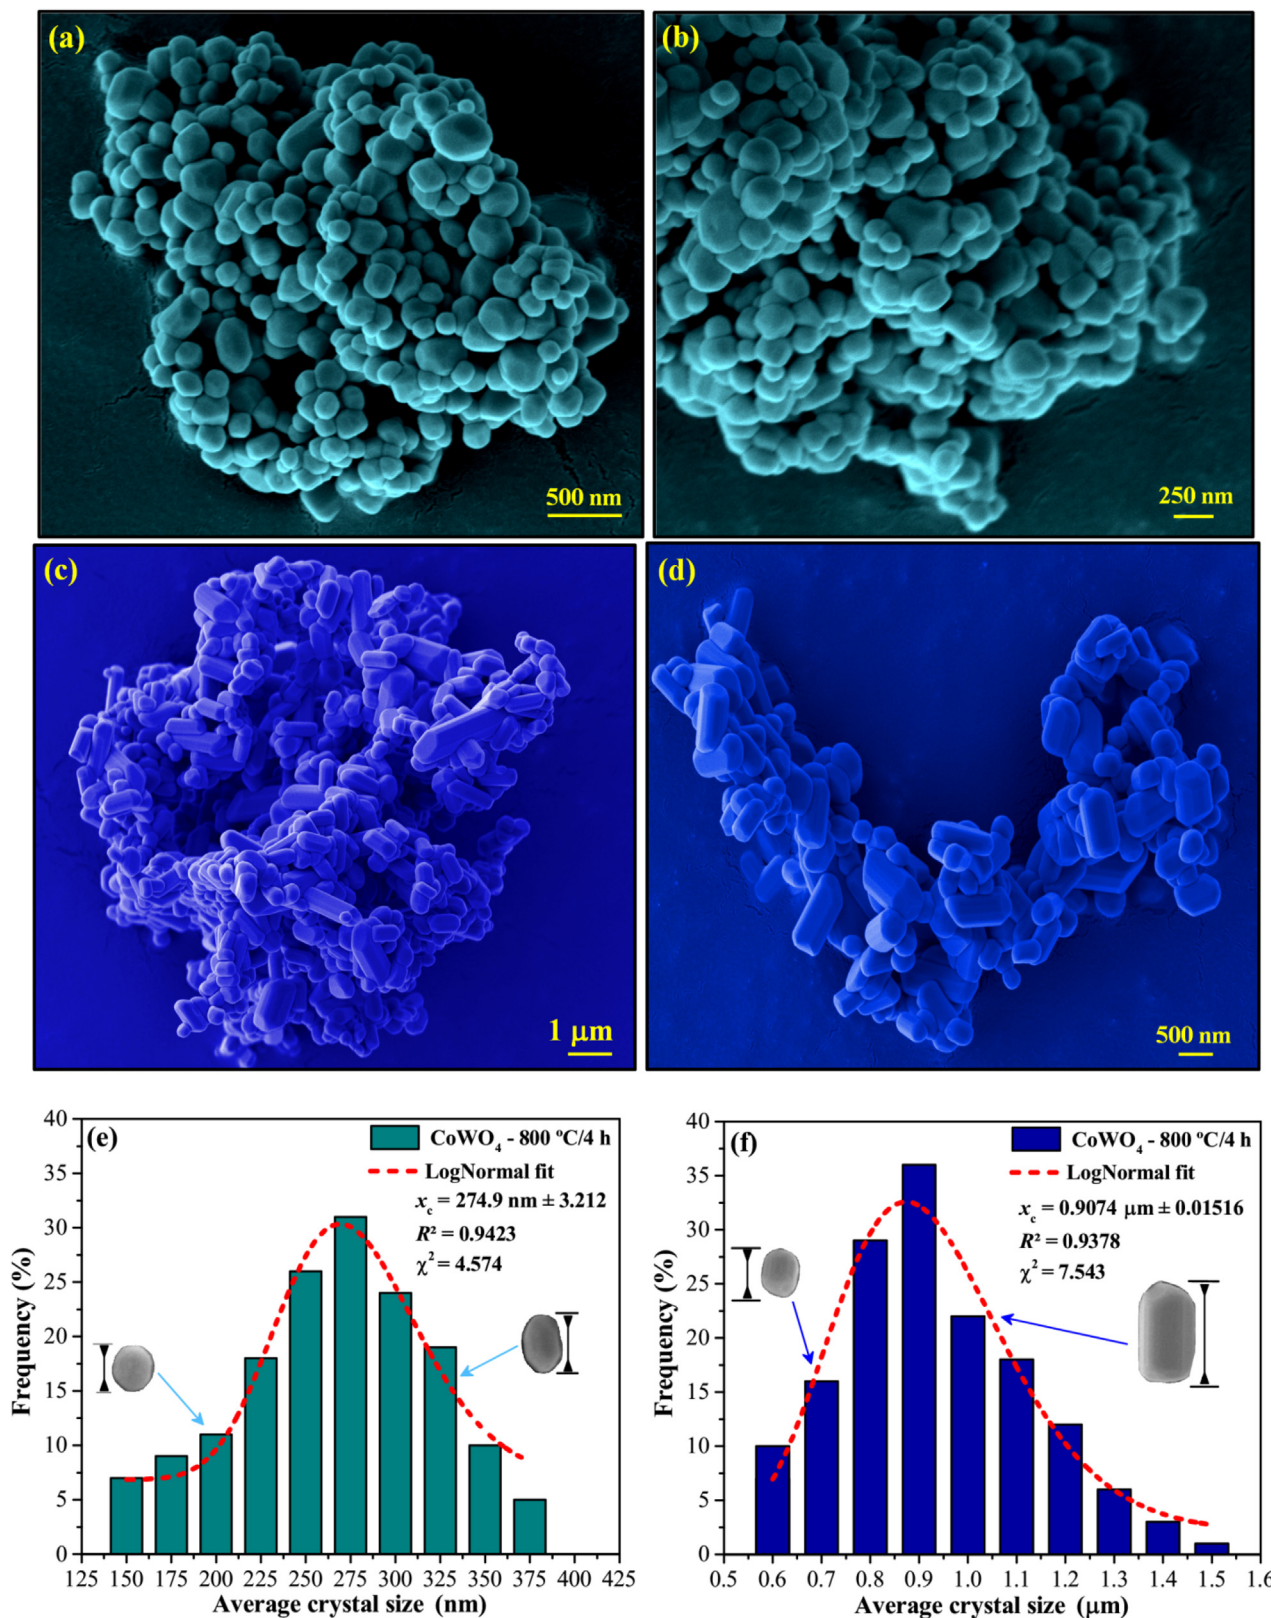 (a)
500 nm
(b)
250 nm
(c)
1 μm
(d)
500 nm
(e)
CoWO₄ - 800 ºC/4 h
LogNormal fit
x_c = 274.9 nm ± 3.212
R² = 0.9423
χ² = 4.574
Frequency (%)
40
35
30
25
20
15
10
5
0
125 150 175 200 225 250 275 300 325 350 375 400 425
Average crystal size (nm)
(f)
CoWO₄ - 800 ºC/4 h
LogNormal fit
x_c = 0.9074 μm ± 0.01516
R² = 0.9378
χ² = 7.543
Frequency (%)
40
35
30
25
20
15
10
5
0
0.5 0.6 0.7 0.8 0.9 1.0 1.1 1.2 1.3 1.4 1.5 1.6
Average crystal size (μm)